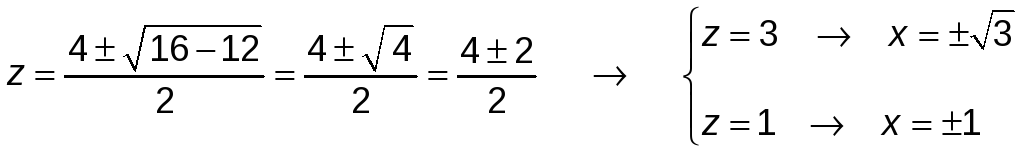 z = (4 ± √(16 − 12))/2 = (4 ± √4)/2 = (4 ± 2)/2 → { z = 3 → x = ±√3
z = 1 → x = ±1